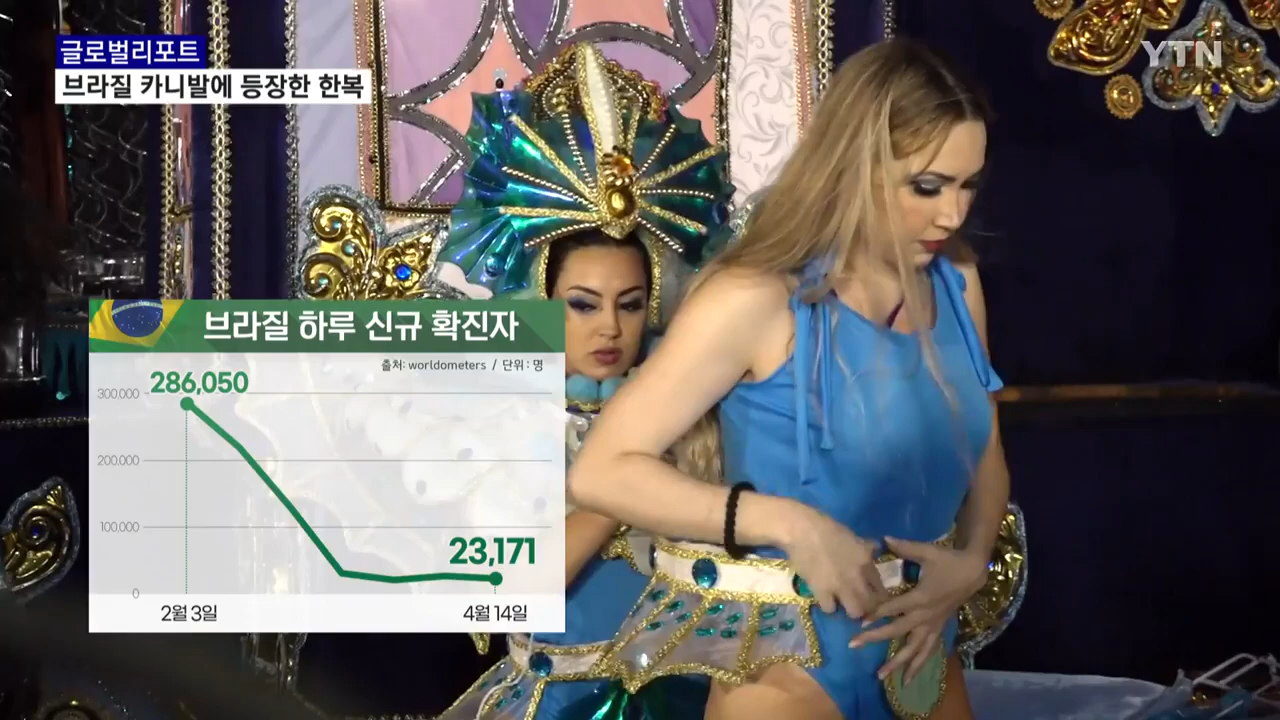 글로벌리포트
브라질 카니발에 등장한 한복
YTN
브라질 하루 신규 확진자
출처: worldometers / 단위 : 명
286,050
300,000
200,000
100,000
23,171
0
2월 3일
4월 14일